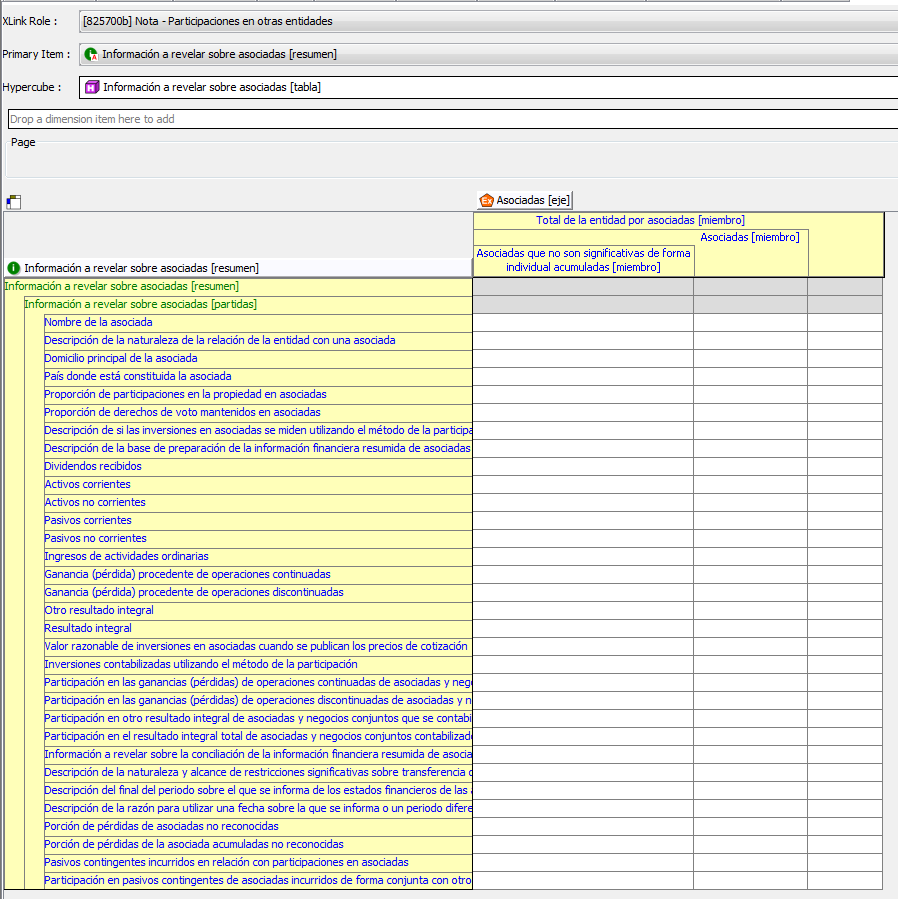 XLink Role :
[825700b] Nota - Participaciones en otras entidades
Primary Item :
Información a revelar sobre asociadas [resumen]
Hypercube :
Información a revelar sobre asociadas [tabla]
Drop a dimension item here to add
Page
Asociadas [eje]
Total de la entidad por asociadas [miembro]
Asociadas [miembro]
Asociadas que no son significativas de forma
individual acumuladas [miembro]
Información a revelar sobre asociadas [resumen]
Información a revelar sobre asociadas [resumen]
Información a revelar sobre asociadas [partidas]
Nombre de la asociada
Descripción de la naturaleza de la relación de la entidad con una asociada
Domicilio principal de la asociada
País donde está constituida la asociada
Proporción de participaciones en la propiedad en asociadas
Proporción de derechos de voto mantenidos en asociadas
Descripción de si las inversiones en asociadas se miden utilizando el método de la participa
Descripción de la base de preparación de la información financiera resumida de asociadas
Dividendos recibidos
Activos corrientes
Activos no corrientes
Pasivos corrientes
Pasivos no corrientes
Ingresos de actividades ordinarias
Ganancia (pérdida) procedente de operaciones continuadas
Ganancia (pérdida) procedente de operaciones discontinuadas
Otro resultado integral
Resultado integral
Valor razonable de inversiones en asociadas cuando se publican los precios de cotización
Inversiones contabilizadas utilizando el método de la participación
Participación en las ganancias (pérdidas) de operaciones continuadas de asociadas y nego
Participación en las ganancias (pérdidas) de operaciones discontinuadas de asociadas y n
Participación en otro resultado integral de asociadas y negocios conjuntos que se contabi
Participación en el resultado integral total de asociadas y negocios conjuntos contabilizado
Información a revelar sobre la conciliación de la información financiera resumida de asocia
Descripción de la naturaleza y alcance de restricciones significativas sobre transferencia d
Descripción del final del periodo sobre el que se informa de los estados financieros de las a
Descripción de la razón para utilizar una fecha sobre la que se informa o un periodo difere
Porción de pérdidas de asociadas no reconocidas
Porción de pérdidas de la asociada acumuladas no reconocidas
Pasivos contingentes incurridos en relación con participaciones en asociadas
Participación en pasivos contingentes de asociadas incurridos de forma conjunta con otro